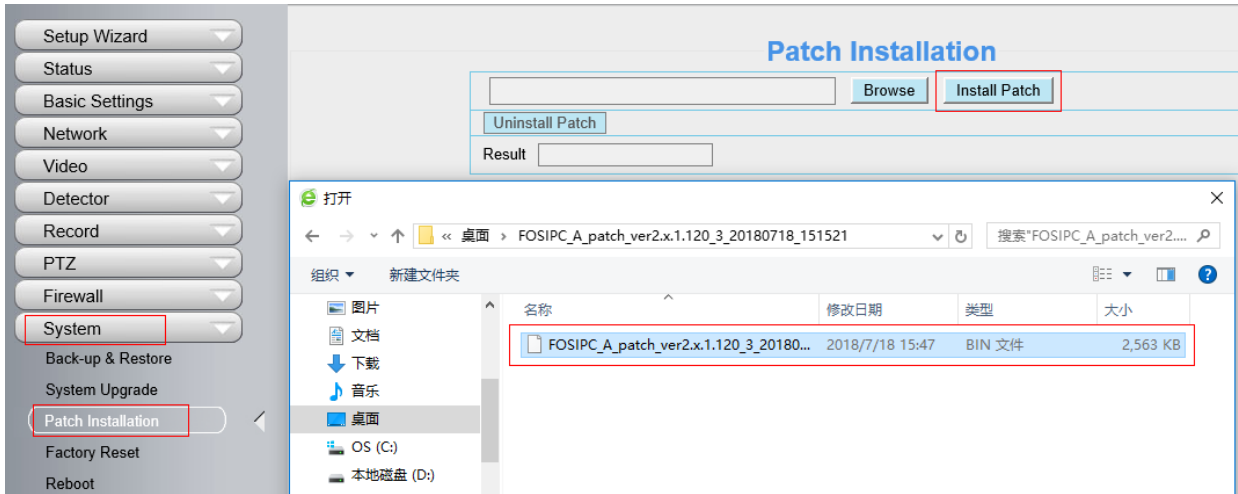 Setup Wizard
Status
Basic Settings
Network
Video
Detector
Record
PTZ
Firewall
System
Back-up & Restore
System Upgrade
Patch Installation
Factory Reset
Reboot
Patch Installation
Browse
Install Patch
Uninstall Patch
Result
打开
« 桌面 › FOSIPC_A_patch_ver2.x.1.120_3_20180718_151521
搜索"FOSIPC_A_patch_ver2....
组织
新建文件夹
图片
文档
下载
音乐
桌面
OS (C:)
本地磁盘 (D:)
名称 修改日期 类型 大小
FOSIPC_A_patch_ver2.x.1.120_3_20180... 2018/7/18 15:47 BIN 文件 2,563 KB